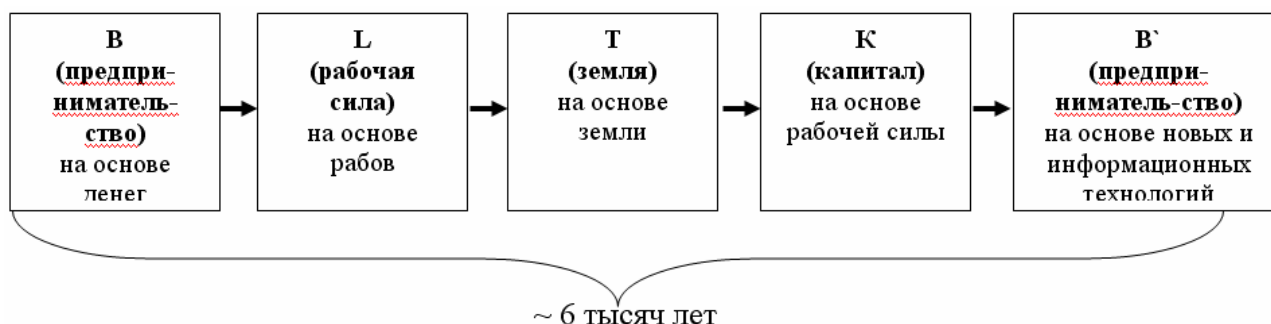 В
(предпри-
ниматель-
ство)
на основе
денег
L
(рабочая
сила)
на основе
рабов
Т
(земля)
на основе
земли
К
(капитал)
на основе
рабочей силы
В`
(предпри-
ниматель-ство)
на основе новых и
информационных
технологий
~ 6 тысяч лет